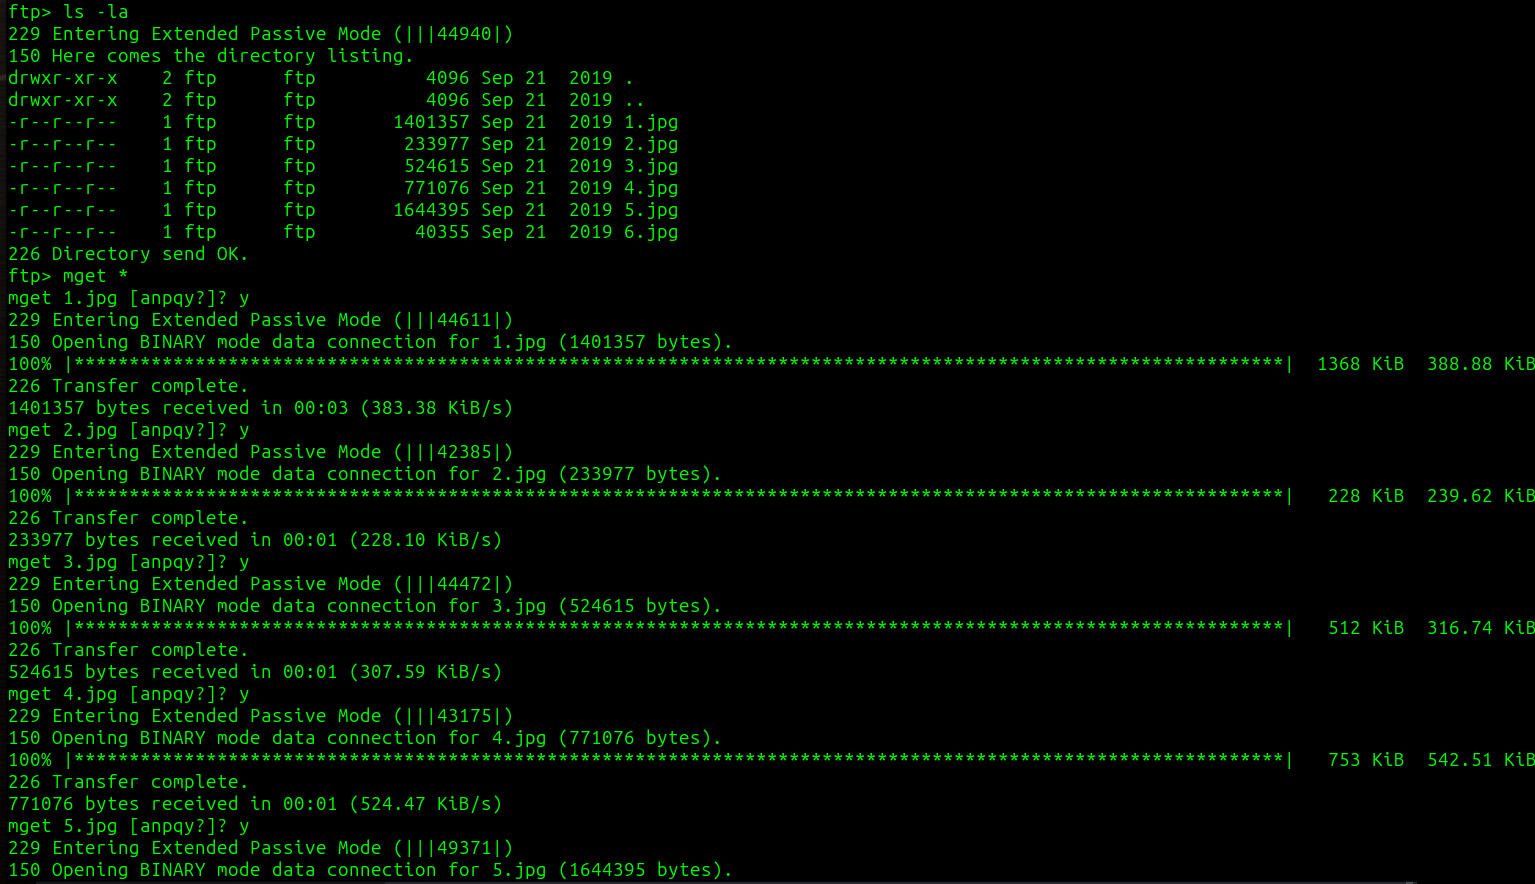 ftp> ls -la
229 Entering Extended Passive Mode (|||44940|)
150 Here comes the directory listing.
drwxr-xr-x    2 ftp      ftp          4096 Sep 21  2019 .
drwxr-xr-x    2 ftp      ftp          4096 Sep 21  2019 ..
-r--r--r--    1 ftp      ftp       1401357 Sep 21  2019 1.jpg
-r--r--r--    1 ftp      ftp        233977 Sep 21  2019 2.jpg
-r--r--r--    1 ftp      ftp        524615 Sep 21  2019 3.jpg
-r--r--r--    1 ftp      ftp        771076 Sep 21  2019 4.jpg
-r--r--r--    1 ftp      ftp       1644395 Sep 21  2019 5.jpg
-r--r--r--    1 ftp      ftp         40355 Sep 21  2019 6.jpg
226 Directory send OK.
ftp> mget *
mget 1.jpg [anpqy?]? y
229 Entering Extended Passive Mode (|||44611|)
150 Opening BINARY mode data connection for 1.jpg (1401357 bytes).
100% |**************************************************************************************************************|  1368 KiB  388.88 KiB
226 Transfer complete.
1401357 bytes received in 00:03 (383.38 KiB/s)
mget 2.jpg [anpqy?]? y
229 Entering Extended Passive Mode (|||42385|)
150 Opening BINARY mode data connection for 2.jpg (233977 bytes).
100% |**************************************************************************************************************|   228 KiB  239.62 KiB
226 Transfer complete.
233977 bytes received in 00:01 (228.10 KiB/s)
mget 3.jpg [anpqy?]? y
229 Entering Extended Passive Mode (|||44472|)
150 Opening BINARY mode data connection for 3.jpg (524615 bytes).
100% |**************************************************************************************************************|   512 KiB  316.74 KiB
226 Transfer complete.
524615 bytes received in 00:01 (307.59 KiB/s)
mget 4.jpg [anpqy?]? y
229 Entering Extended Passive Mode (|||43175|)
150 Opening BINARY mode data connection for 4.jpg (771076 bytes).
100% |**************************************************************************************************************|   753 KiB  542.51 KiB
226 Transfer complete.
771076 bytes received in 00:01 (524.47 KiB/s)
mget 5.jpg [anpqy?]? y
229 Entering Extended Passive Mode (|||49371|)
150 Opening BINARY mode data connection for 5.jpg (1644395 bytes).